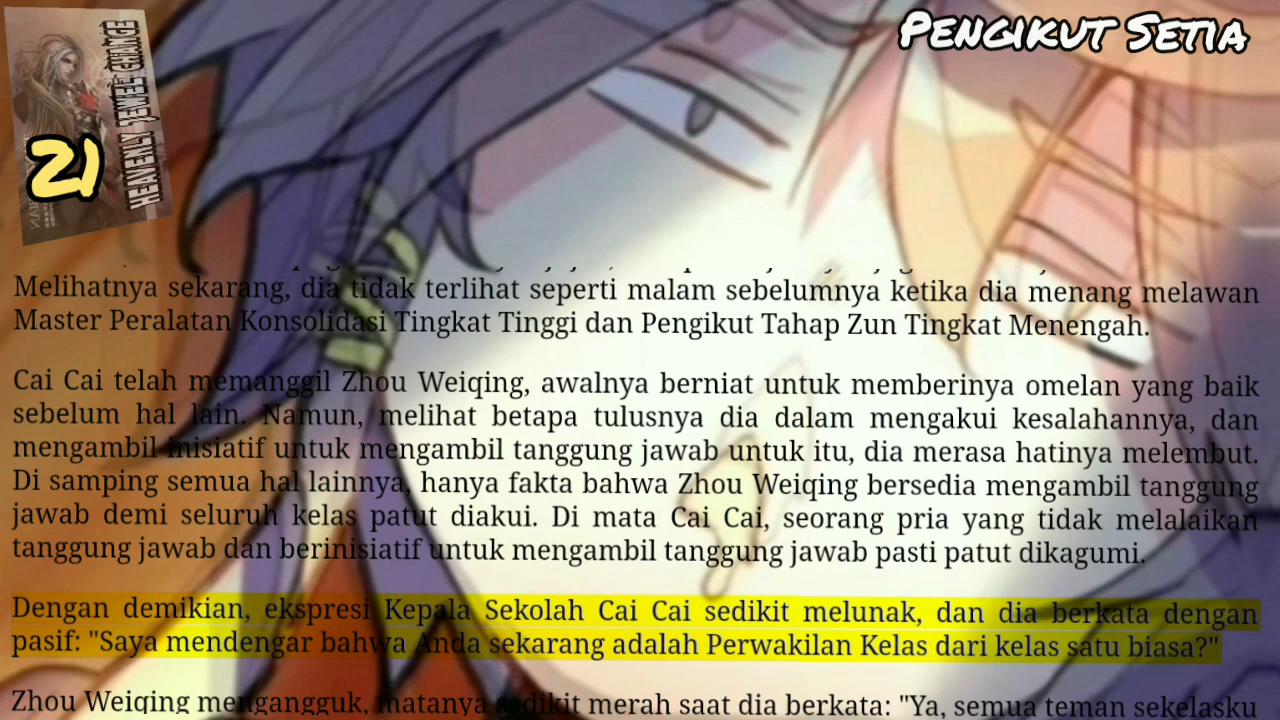 Pengikut Setia
HEAVENLY JEWEL CHANGE
21
Melihatnya sekarang, dia tidak terlihat seperti malam sebelumnya ketika dia menang melawan
Master Peralatan Konsolidasi Tingkat Tinggi dan Pengikut Tahap Zun Tingkat Menengah.
Cai Cai telah memanggil Zhou Weiqing, awalnya berniat untuk memberinya omelan yang baik
sebelum hal lain. Namun, melihat betapa tulusnya dia dalam mengakui kesalahannya, dan
mengambil inisiatif untuk mengambil tanggung jawab untuk itu, dia merasa hatinya melembut.
Di samping semua hal lainnya, hanya fakta bahwa Zhou Weiqing bersedia mengambil tanggung
jawab demi seluruh kelas patut diakui. Di mata Cai Cai, seorang pria yang tidak melalaikan
tanggung jawab dan berinisiatif untuk mengambil tanggung jawab pasti patut dikagumi.
Dengan demikian, ekspresi Kepala Sekolah Cai Cai sedikit melunak, dan dia berkata dengan
pasif: "Saya mendengar bahwa Anda sekarang adalah Perwakilan Kelas dari kelas satu biasa?"
Zhou Weiqing mengangguk, matanya sedikit merah saat dia berkata: "Ya, semua teman sekelasku